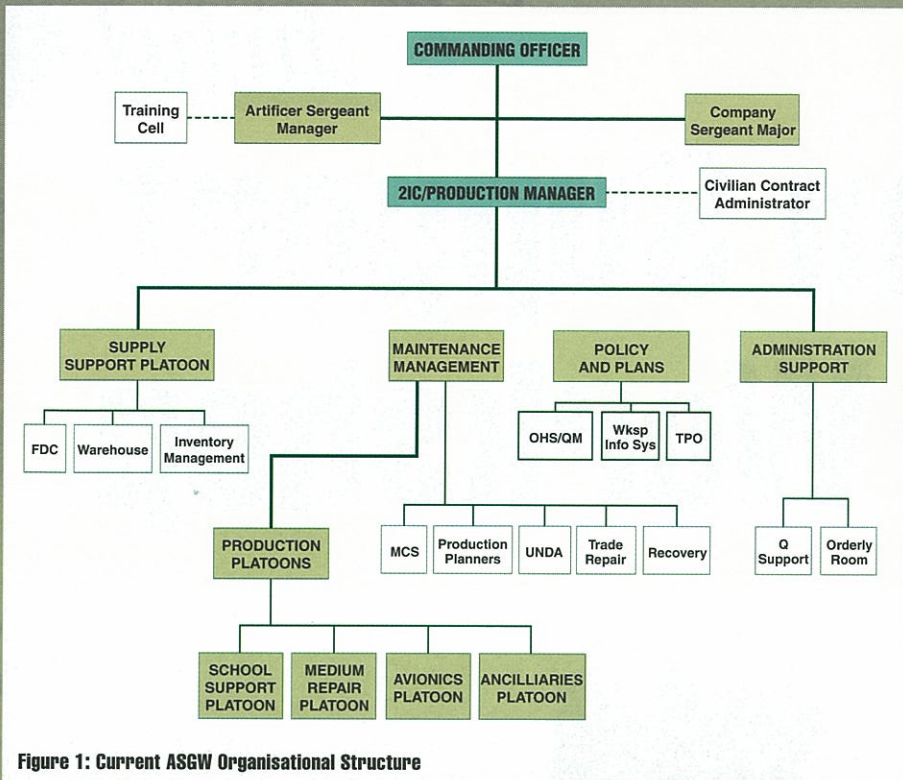 COMMANDING OFFICER
Training
Cell
Artificer Sergeant
Manager
Company
Sergeant Major
2IC/PRODUCTION MANAGER
Civilian Contract
Administrator
SUPPLY
SUPPORT PLATOON
MAINTENANCE
MANAGEMENT
POLICY
AND PLANS
ADMINISTRATION
SUPPORT
FDC
Warehouse
Inventory
Management
OHS/QM
Wksp
Info Sys
TPO
PRODUCTION
PLATOONS
MCS
Production
Planners
UNDA
Trade
Repair
Recovery
Q
Support
Orderly
Room
SCHOOL
SUPPORT
PLATOON
MEDIUM
REPAIR
PLATOON
AVIONICS
PLATOON
ANCILLIARIES
PLATOON
Figure 1: Current ASGW Organisational Structure